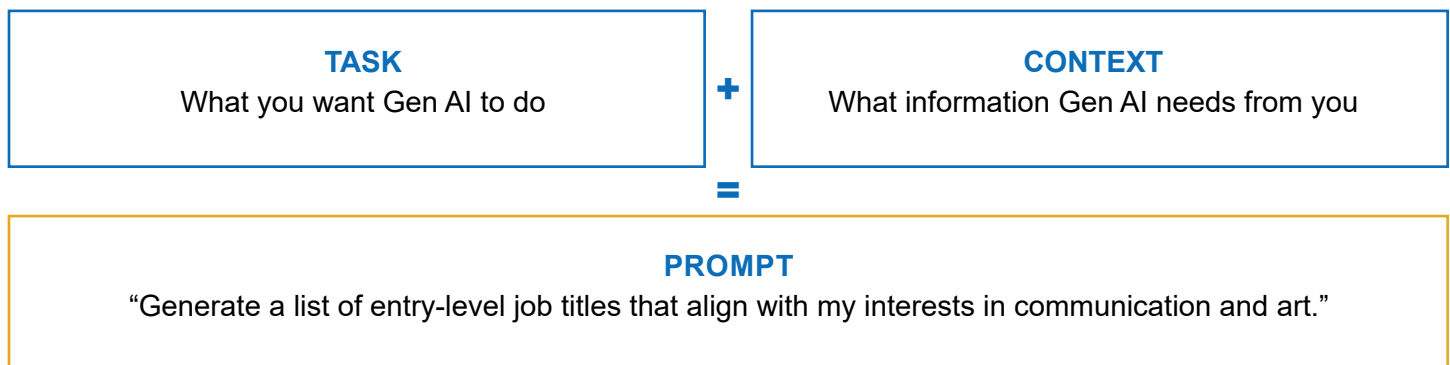 TASK
What you want Gen AI to do
+
CONTEXT
What information Gen AI needs from you
=
PROMPT
“Generate a list of entry-level job titles that align with my interests in communication and art.”